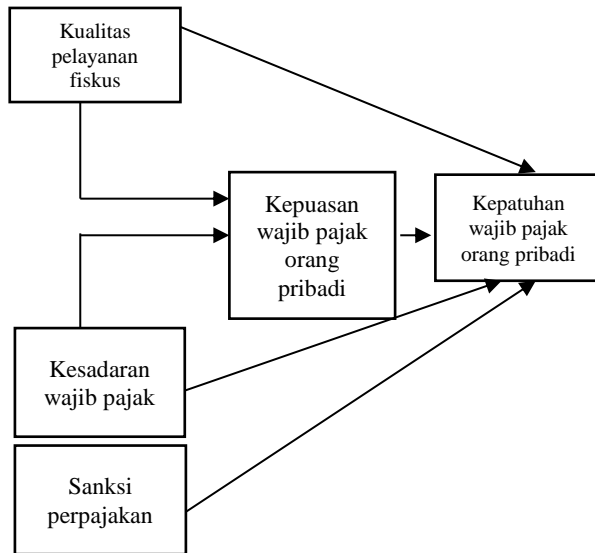 Kualitas
pelayanan
fiskus
Kepuasan
wajib pajak
orang
pribadi
Kepatuhan
wajib pajak
orang pribadi
Kesadaran
wajib pajak
Sanksi
perpajakan